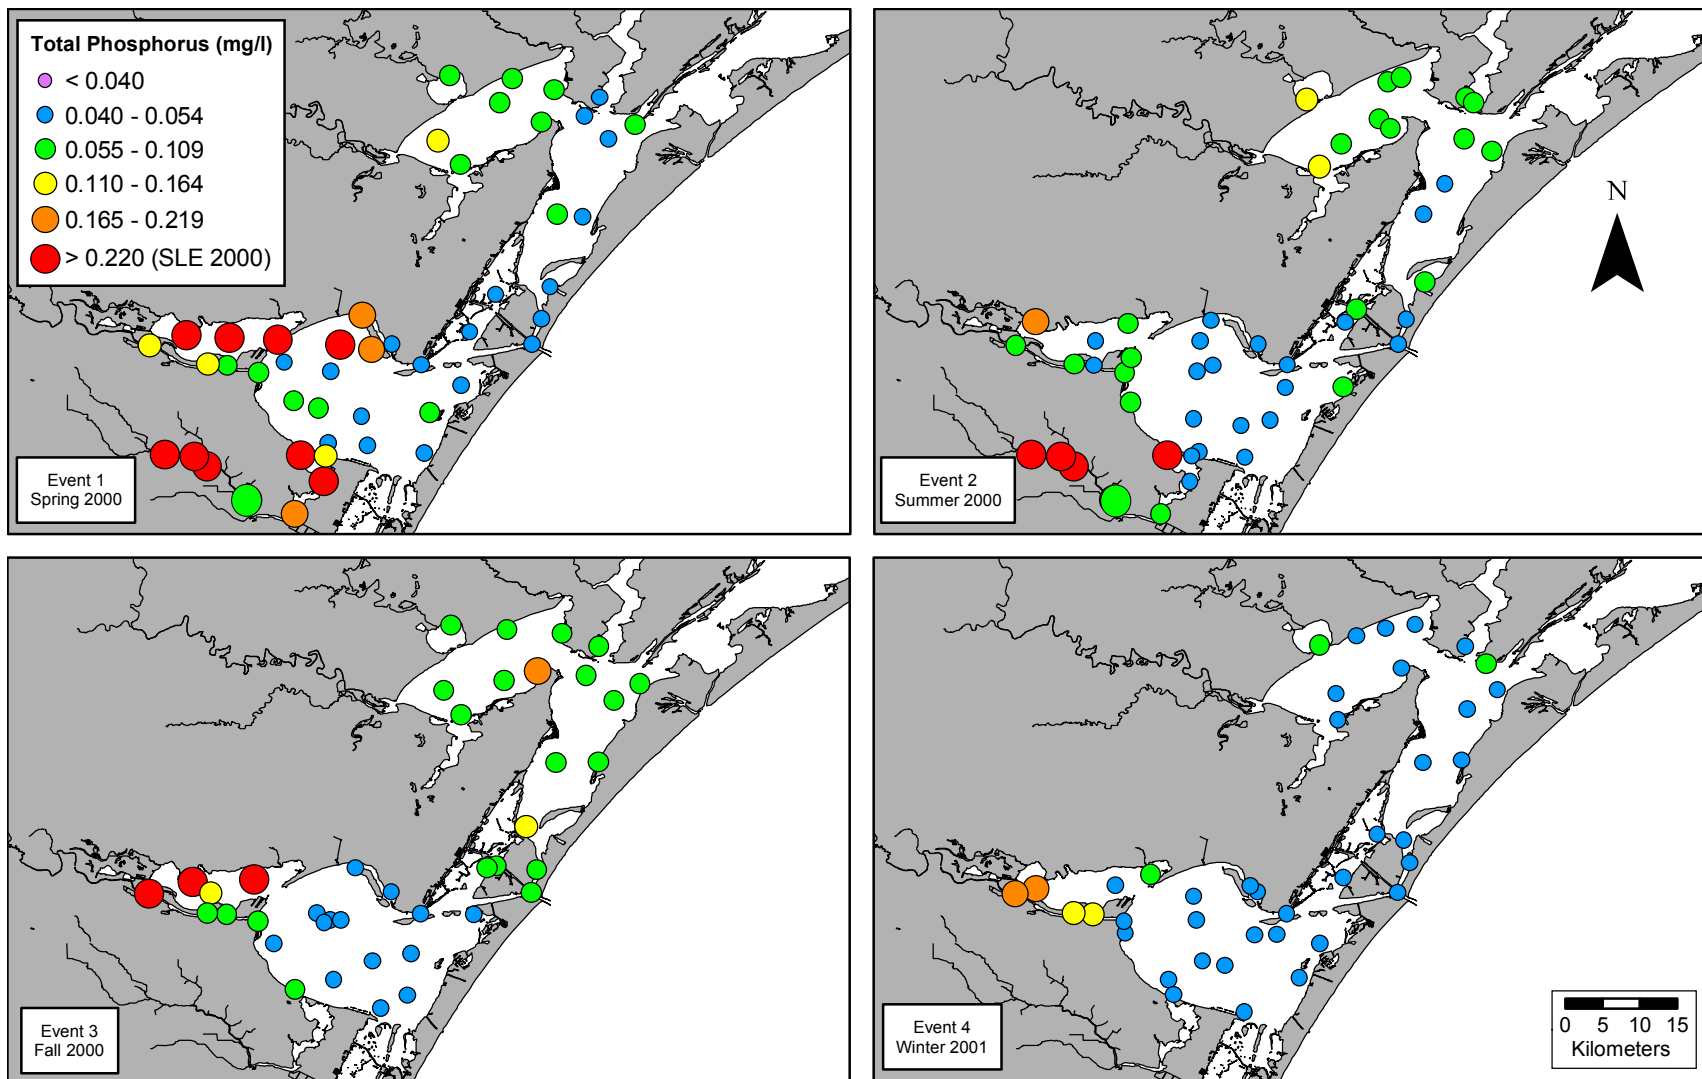 Total Phosphorus (mg/l)
< 0.040
0.040 - 0.054
0.055 - 0.109
0.110 - 0.164
0.165 - 0.219
> 0.220 (SLE 2000)
Event 1
Spring 2000
N
Event 2
Summer 2000
Event 3
Fall 2000
Event 4
Winter 2001
0 5 10 15
Kilometers